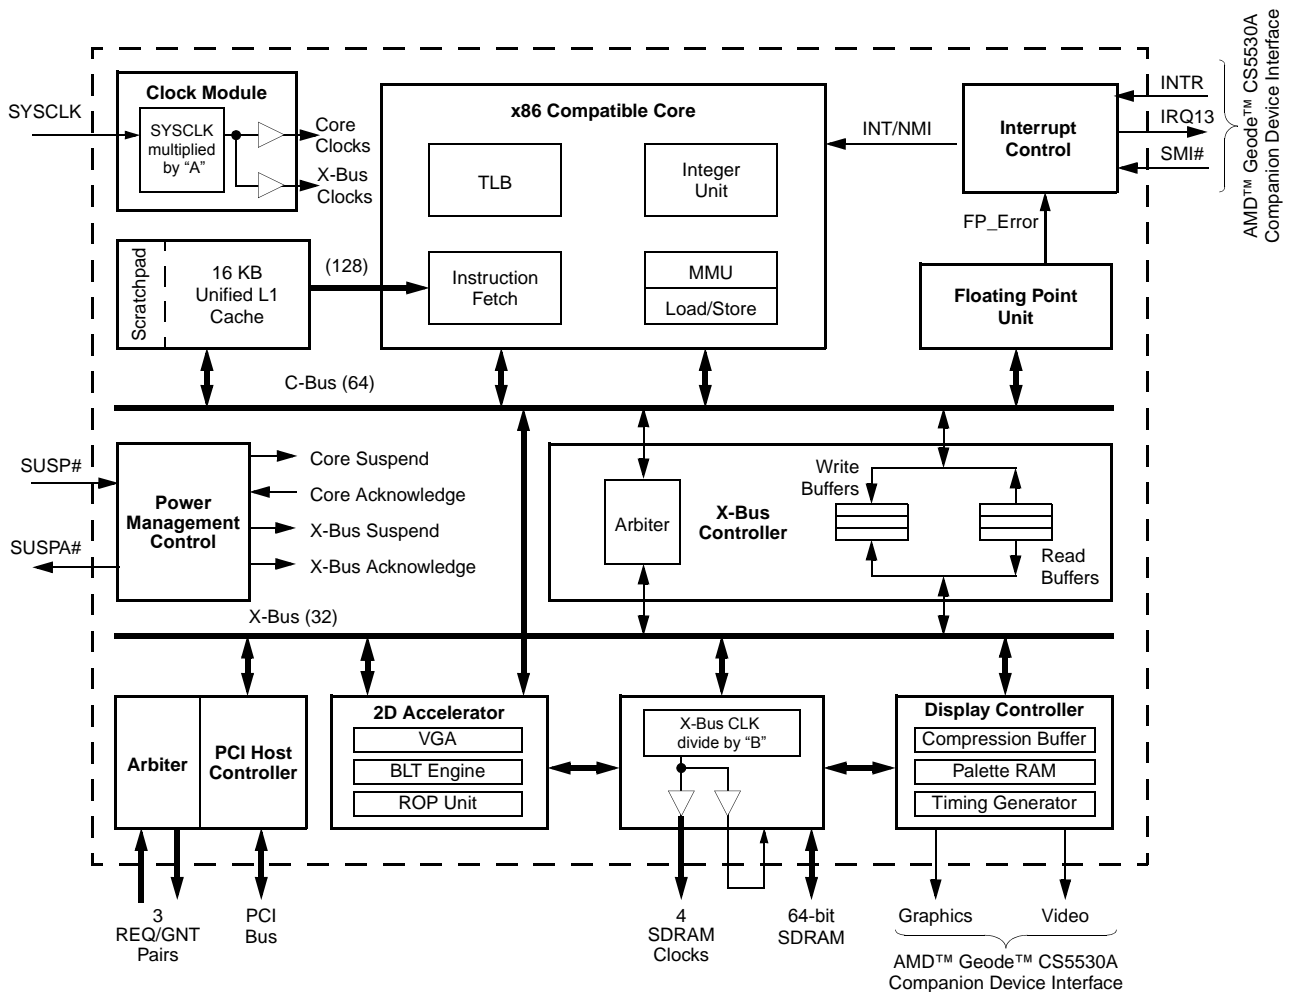 Clock Module
SYSCLK
SYSCLK
multiplied
by “A”
Core
Clocks
X-Bus
Clocks
x86 Compatible Core
TLB
Integer
Unit
Instruction
Fetch
MMU
Load/Store
INT/NMI
Interrupt
Control
INTR
IRQ13
SMI#
AMD™ Geode™ CS5530A
Companion Device Interface
FP_Error
Scratchpad
16 KB
Unified L1
Cache
(128)
Floating Point
Unit
C-Bus (64)
SUSP#
SUSPA#
Power
Management
Control
Core Suspend
Core Acknowledge
X-Bus Suspend
X-Bus Acknowledge
Arbiter
X-Bus
Controller
Write
Buffers
Read
Buffers
X-Bus (32)
Arbiter
PCI Host
Controller
2D Accelerator
VGA
BLT Engine
ROP Unit
X-Bus CLK
divide by “B”
Display Controller
Compression Buffer
Palette RAM
Timing Generator
3
REQ/GNT
Pairs
PCI
Bus
4
SDRAM
Clocks
64-bit
SDRAM
Graphics
Video
AMD™ Geode™ CS5530A
Companion Device Interface